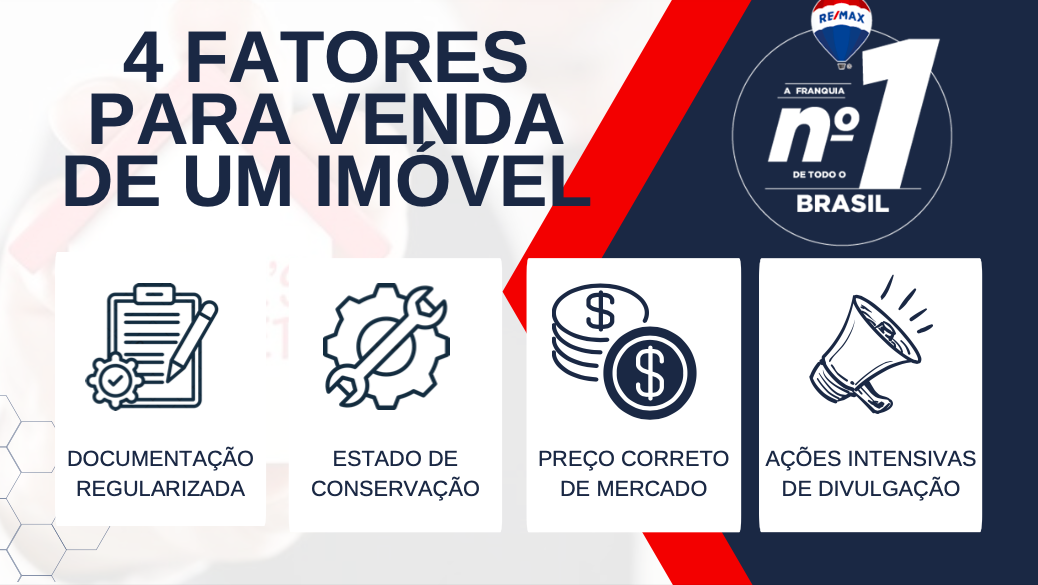 4 FATORES
PARA VENDA
DE UM IMÓVEL
RE/MAX
A FRANQUIA
nº1
DE TODO O
BRASIL
DOCUMENTAÇÃO
REGULARIZADA
ESTADO DE
CONSERVAÇÃO
$
$
PREÇO CORRETO
DE MERCADO
AÇÕES INTENSIVAS
DE DIVULGAÇÃO